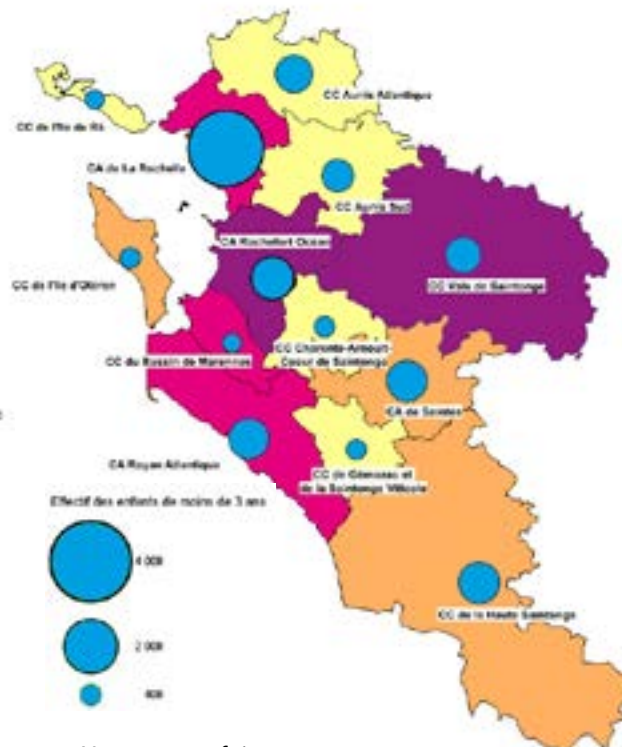 CC Aunis Atlantique
CC de l'Ile de Ré
CA de La Rochelle
CC Aunis Sud
CA Rochefort Océan
CC de l'Ile d'Oléron
CC Vals de Saintonge
CC Charente-Arnoult
Coeur de Saintonge
CC du Bassin de Marennes
CA de Saintes
CA Royan Atlantique
CC de Gémozac et
de la Saintonge Viticole
Effectif des enfants de moins de 3 ans
4 000
2 000
400
CC de la Haute Saintonge